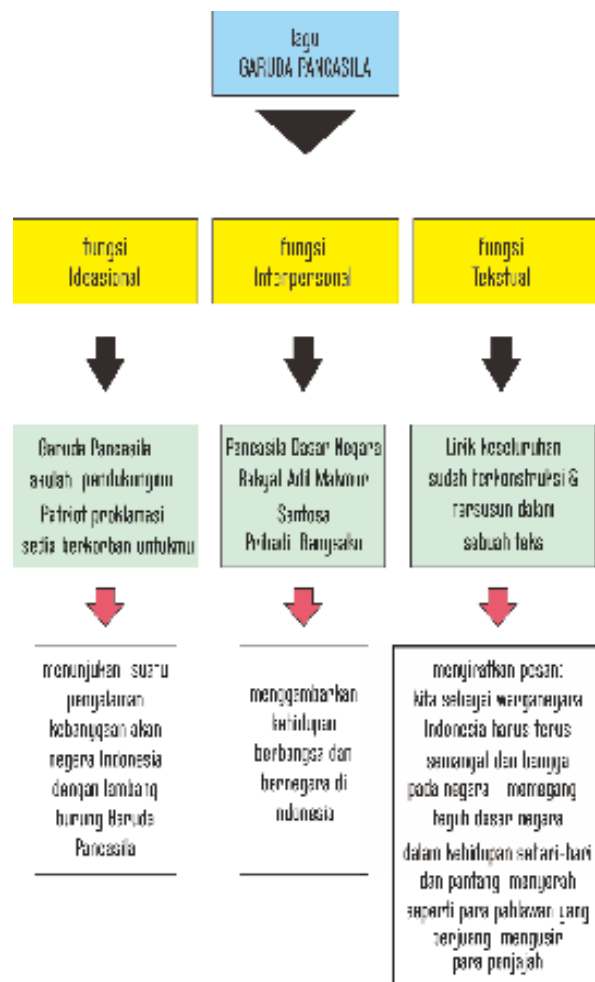 lagu
GARUDA PANCASILA
fungsi
Ideasional
fungsi
Interpersonal
fungsi
Tekstual
Garuda Pancasila
akulah pendukungmu
Patriot proklamasi
sedia berkorban untukmu
Pancasila Dasar Negara
Rakyat Adil Makmur
Sentosa
Pribadi Bangsaku
Lirik keseluruhan
sudah terkonstruksi &
tersusun dalam
sebuah teks
menunjukan suatu
pengalaman
kebanggaan akan
negara Indonesia
dengan lambang
burung Garuda
Pancasila
menggambarkan
kehidupan
berbangsa dan
bernegara di
Indonesia
menyiratkan pesan:
kita sebagai warganegara
Indonesia harus terus
semangat dan bangga
pada negara memegang
teguh dasar negara
dalam kehidupan sehari-hari
dan pantang menyerah
seperti para pahlawan yang
berjuang mengusir
para penjajah